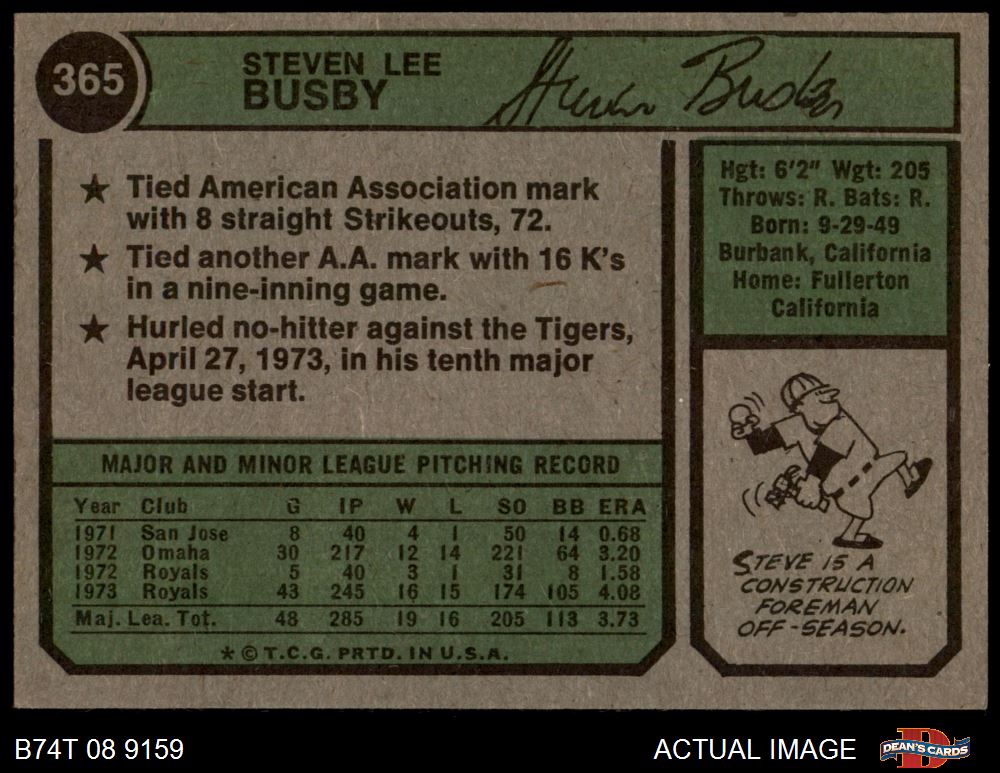 365
STEVEN LEE
BUSBY
Steven Busby
★ Tied American Association mark
with 8 straight Strikeouts, 72.
★ Tied another A.A. mark with 16 K's
in a nine-inning game.
★ Hurled no-hitter against the Tigers,
April 27, 1973, in his tenth major
league start.
Hgt: 6'2" Wgt: 205
Throws: R. Bats: R.
Born: 9-29-49
Burbank, California
Home: Fullerton
California
MAJOR AND MINOR LEAGUE PITCHING RECORD
Year Club G IP W L SO BB ERA
1971 San Jose 8 40 4 1 50 14 0.68
1972 Omaha 30 217 12 14 221 64 3.20
1972 Royals 5 40 3 1 31 8 1.58
1973 Royals 43 245 16 15 174 105 4.08
Maj. Lea. Tot. 48 285 19 16 205 113 3.73
★ © T.C.G. PRTD. IN U.S.A.
STEVE IS A
CONSTRUCTION
FOREMAN
OFF-SEASON.
B74T 08 9159
ACTUAL IMAGE
DEAN'S CARDS